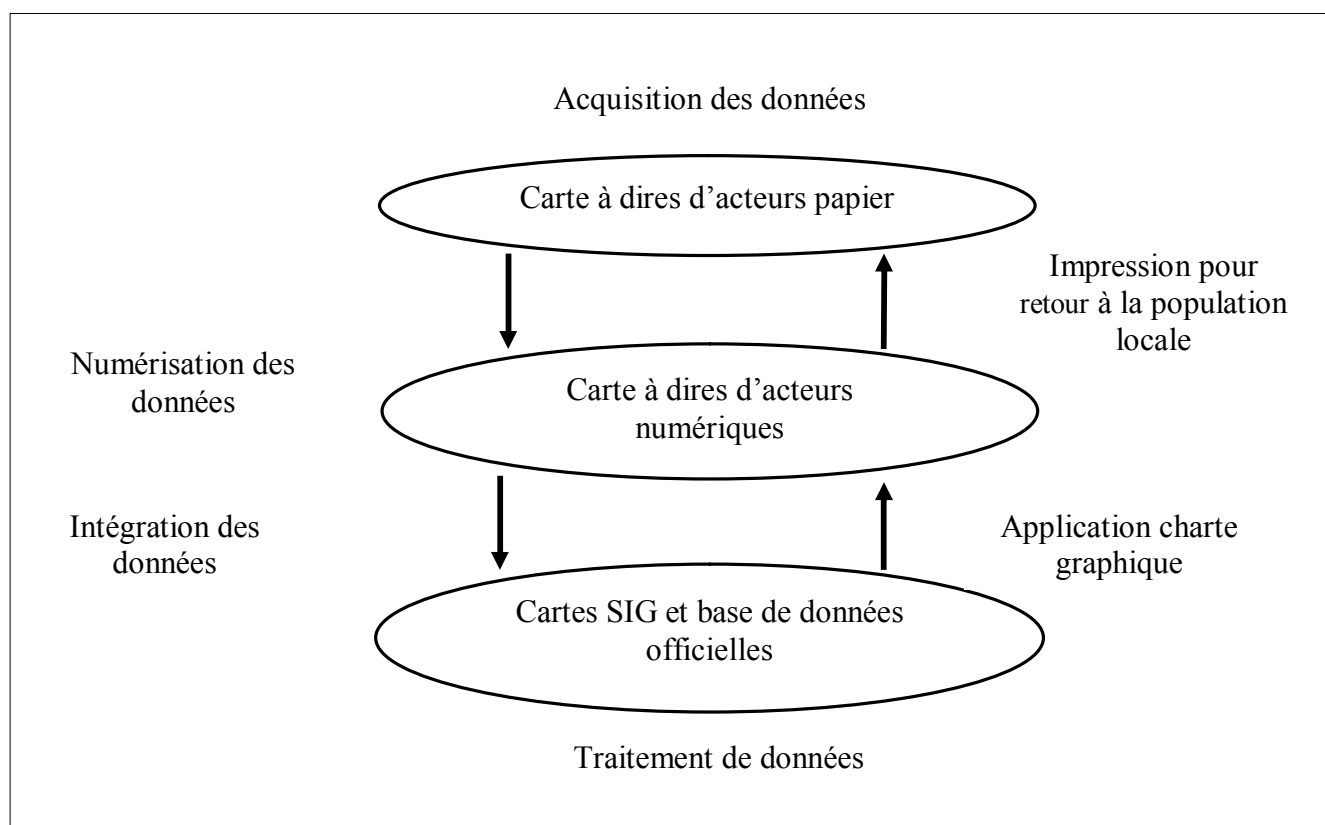 Acquisition des données
Carte à dires d’acteurs papier
Impression pour
retour à la population
locale
Numérisation des
données
Carte à dires d’acteurs
numériques
Intégration des
données
Application charte
graphique
Cartes SIG et base de données
officielles
Traitement de données